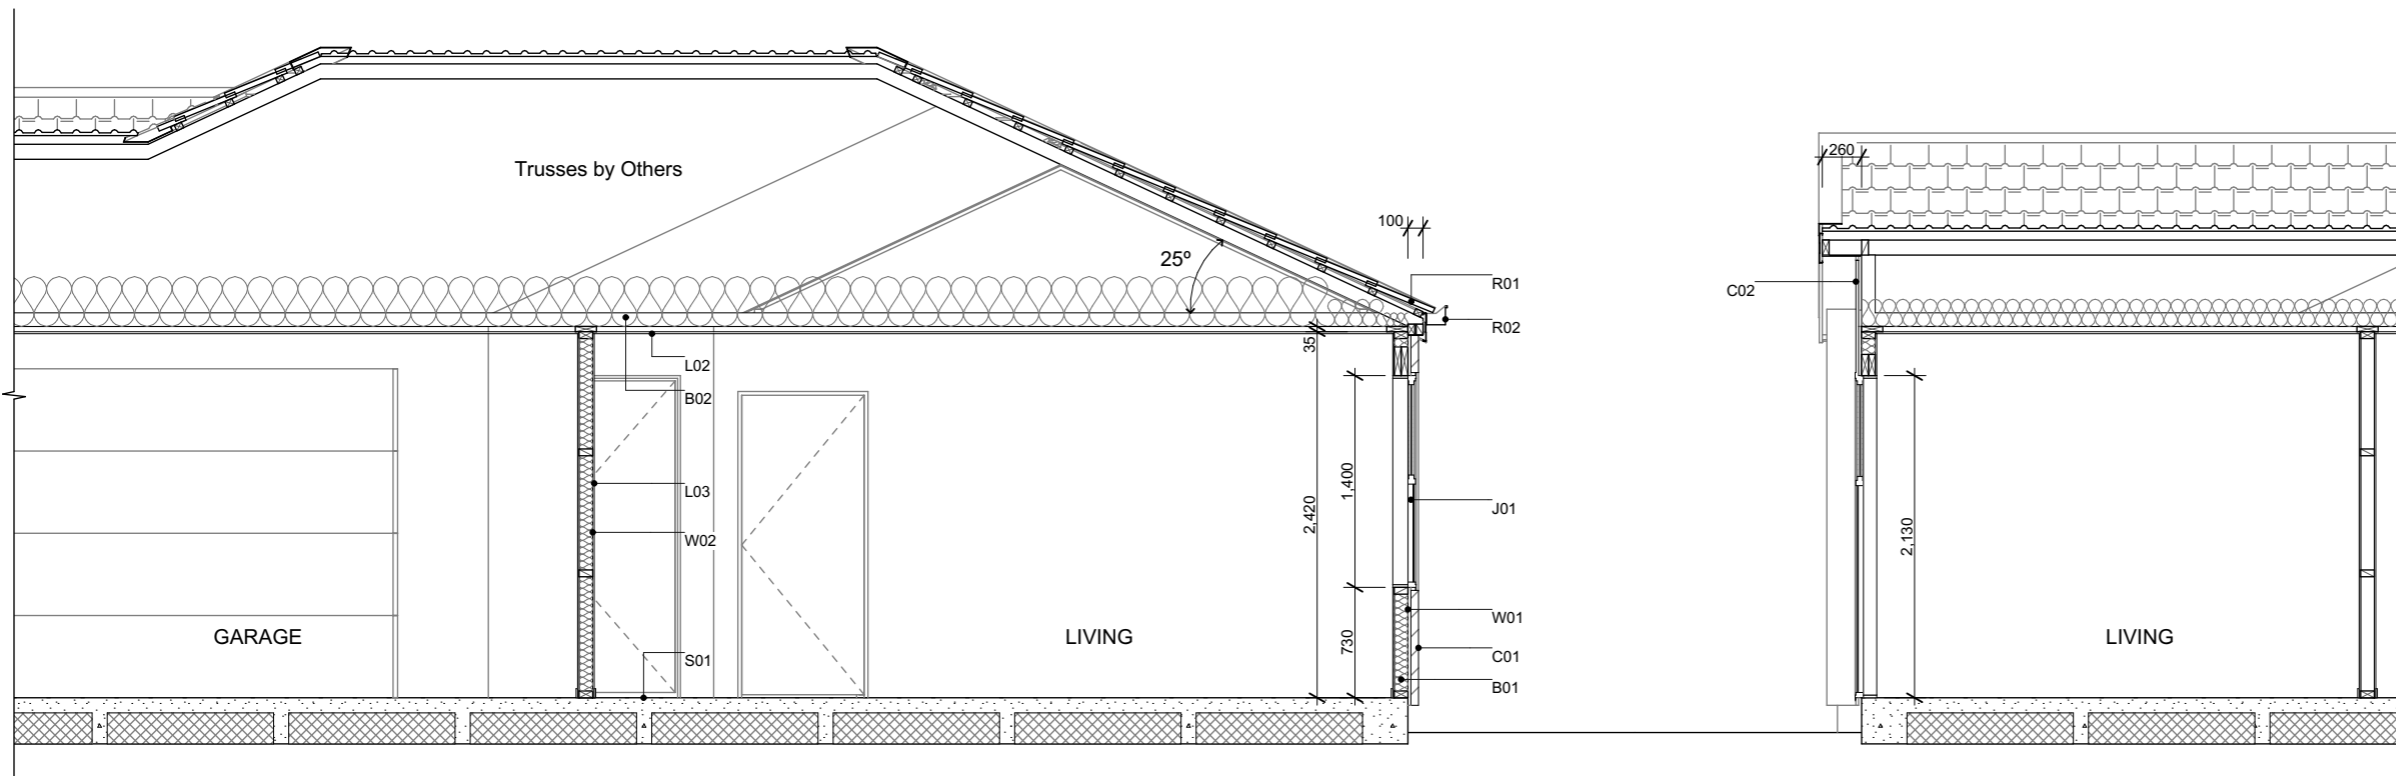 260
Trusses by Others
100
25º
R01
C02
R02
35
L02
B02
1,400
L03
2,420
J01
W02
2,130
W01
GARAGE
LIVING
730
LIVING
C01
S01
B01